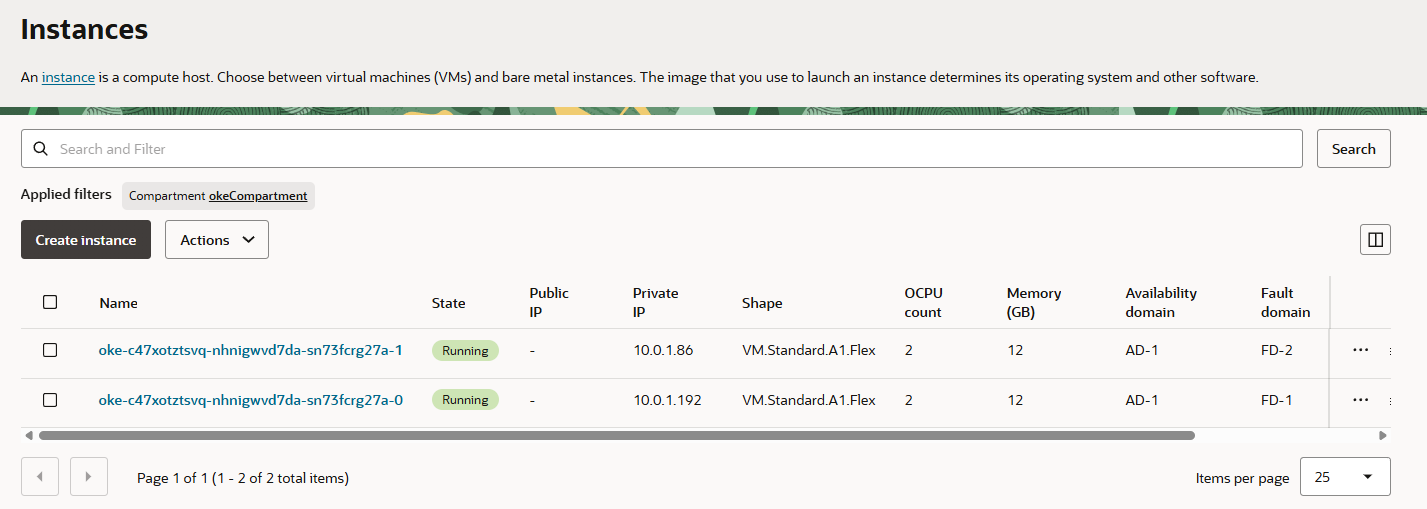 Instances
An instance is a compute host. Choose between virtual machines (VMs) and bare metal instances. The image that you use to launch an instance determines its operating system and other software.
Search and Filter
Search
Applied filters
Compartment okeCompartment
Create instance
Actions
Name State Public IP Private IP Shape OCPU count Memory (GB) Availability domain Fault domain
oke-c47xotztsvq-nhnigwvd7da-sn73fcrg27a-1 Running - 10.0.1.86 VM.Standard.A1.Flex 2 12 AD-1 FD-2 ...
oke-c47xotztsvq-nhnigwvd7da-sn73fcrg27a-0 Running - 10.0.1.192 VM.Standard.A1.Flex 2 12 AD-1 FD-1 ...
Page 1 of 1 (1 - 2 of 2 total items)
Items per page 25